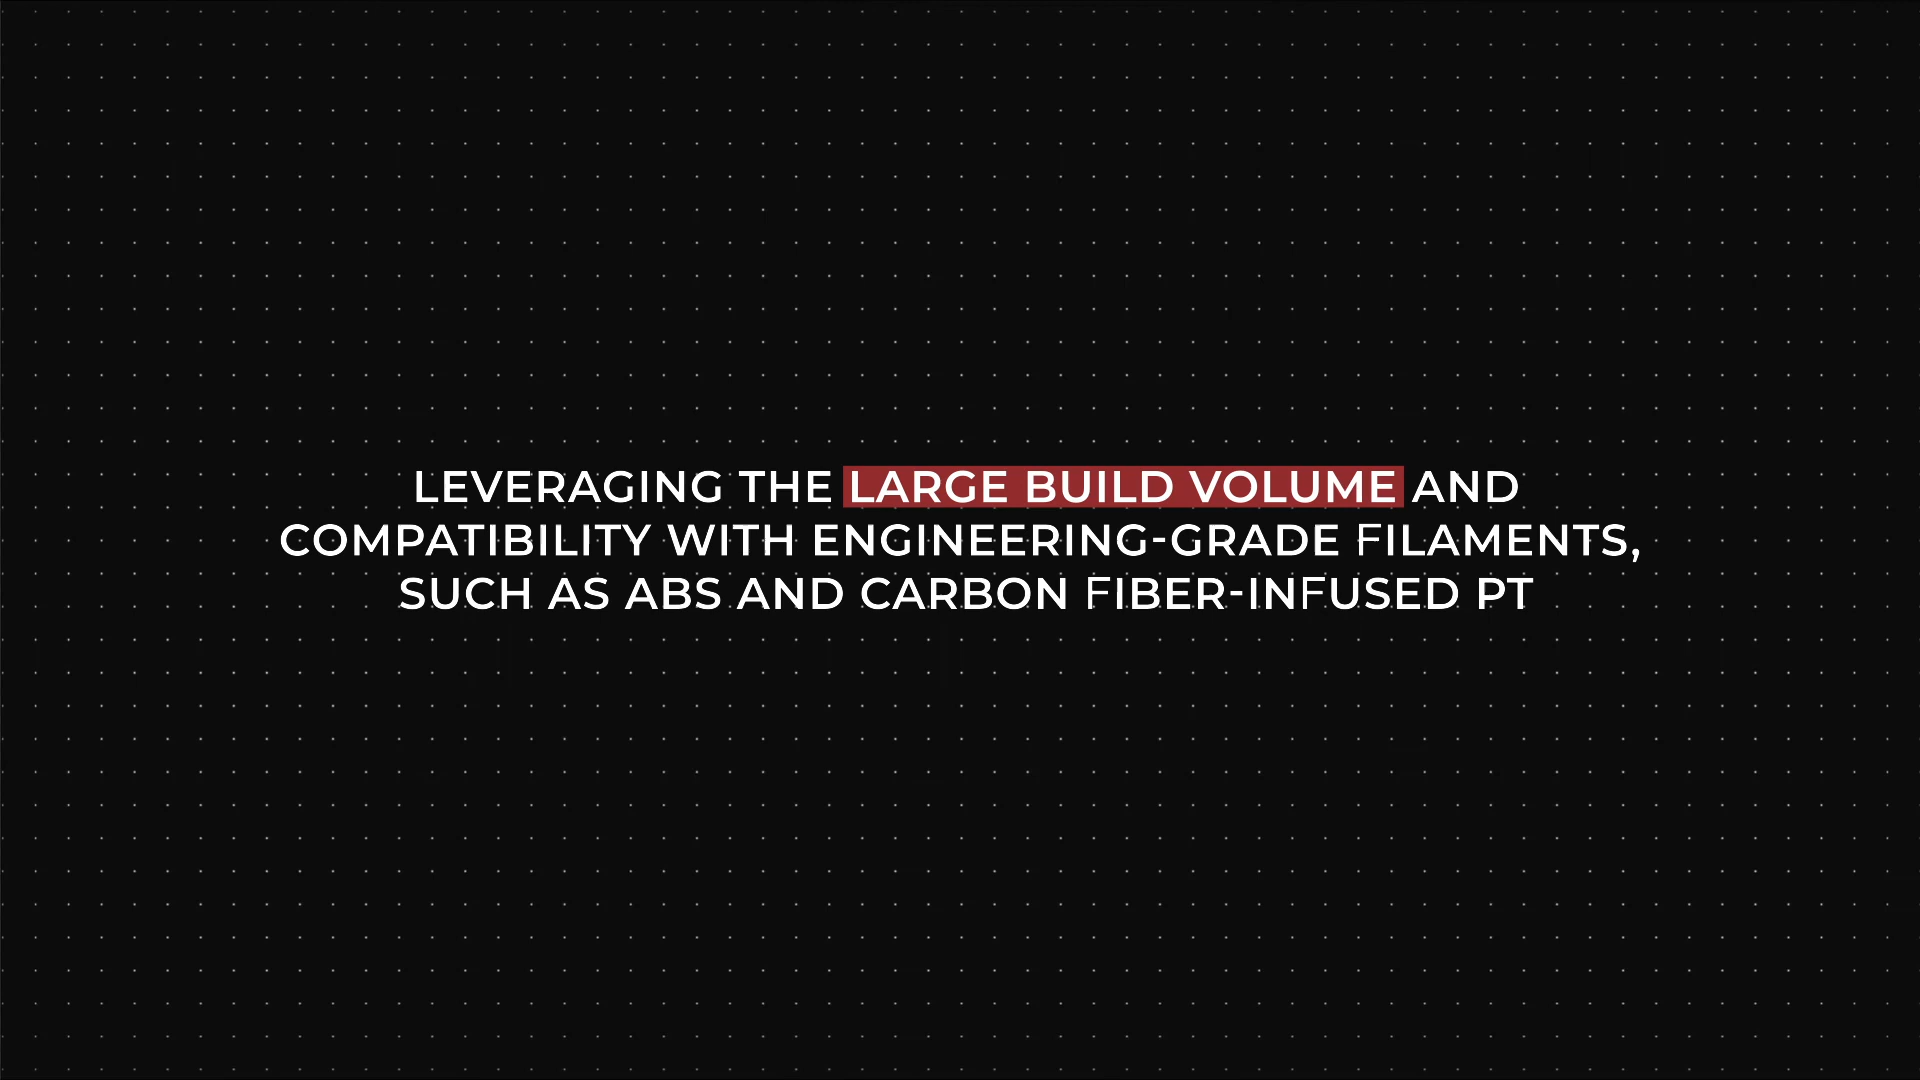 LEVERAGING THE LARGE BUILD VOLUME AND
COMPATIBILITY WITH ENGINEERING-GRADE FILAMENTS,
SUCH AS ABS AND CARBON FIBER-INFUSED PT